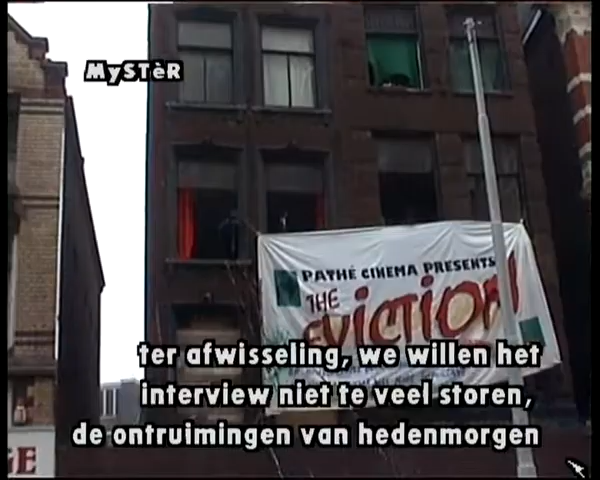 MySTèR
PATHÉ CINEMA PRESENTS
THE
EVICTION
ter afwisseling, we willen het
interview niet te veel storen,
de ontruimingen van hedenmorgen
GE